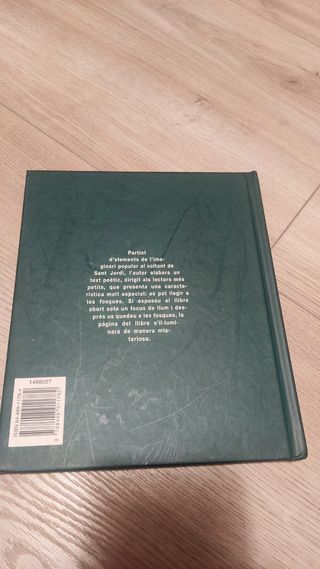 Partint
d'elements de l'ima-
ginari popular al voltant de
Sant Jordi, l'autor elabora un
text poètic, dirigit als lectors més
petits, que presenta una caracte-
rística molt especial: es pot llegir a
les fosques. Si exposeu el llibre
obert sota un focus de llum i des-
prés us quedeu a les fosques, la
pàgina del llibre s'il·lumi-
narà de manera mis-
teriosa.
1498027